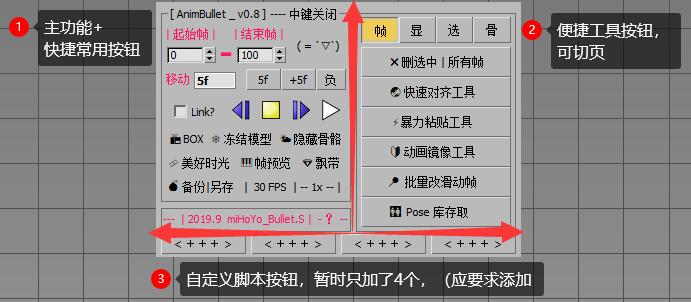 1 主功能+
快捷常用按钮
[ AnimBullet _ v0.8 ] ---- 中键关闭
| 起始帧 | | 结束帧 |
0 100 ( = ˋ▽ˊ)
移动 5f 5f +5f 负
Link?
BOX 冻结模型 隐藏骨骼
美好时光 帧预览 飘带
备份|另存 | 30 FPS | -- 1x -- |
--- | 2019.9 miHoYo_Bullet.S | - ? --
帧 显 选 骨
删选中 | 所有帧
快速对齐工具
暴力粘贴工具
动画镜像工具
批量改滑动帧
Pose 库存取
2 便捷工具按钮，
可切页
< + + + > < + + + > < + + + > < + + + >
3 自定义脚本按钮，暂时只加了4个，（应要求添加